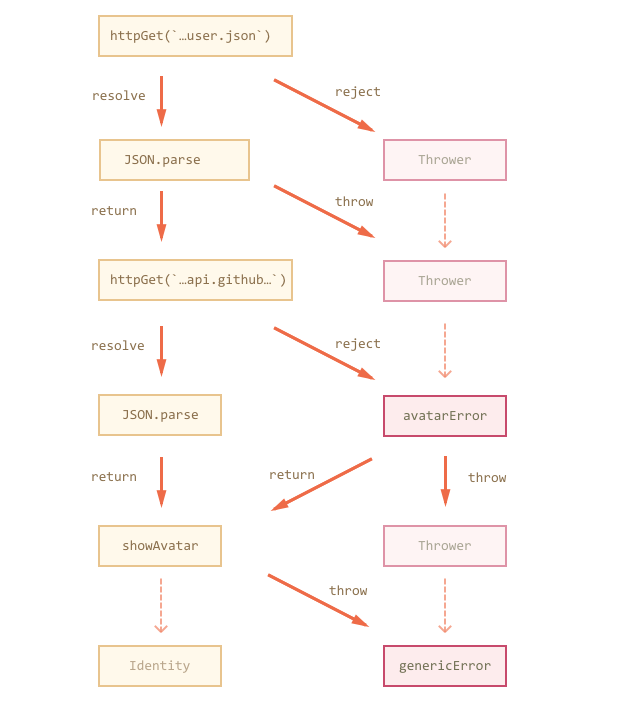 httpGet(`…user.json`)
resolve
reject
JSON.parse
Thrower
return
throw
httpGet(`…api.github…`)
Thrower
resolve
reject
JSON.parse
avatarError
return
return
throw
showAvatar
Thrower
throw
Identity
genericError